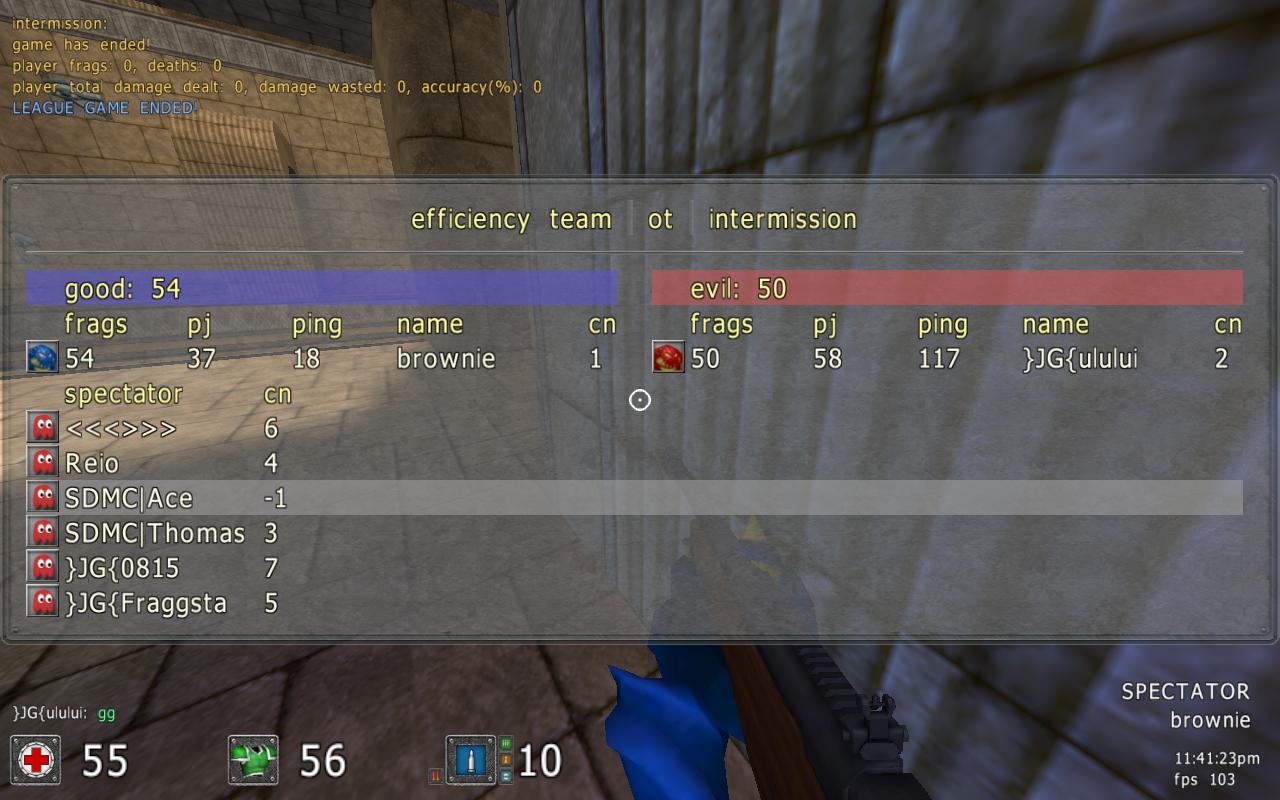 intermission:
game has ended!
player frags: 0, deaths: 0
player total damage dealt: 0, damage wasted: 0, accuracy(%): 0
LEAGUE GAME ENDED!
efficiency team ot intermission
good: 54
frags pj ping name cn
54 37 18 brownie 1
evil: 50
frags pj ping name cn
50 58 117 }JG{ulului 2
spectator cn
<<<>>> 6
Reio 4
SDMC|Ace -1
SDMC|Thomas 3
}JG{0815 7
}JG{Fraggsta 5
SPECTATOR
brownie
}JG{ulului: gg
55 56 10
11:41:23pm
fps 103